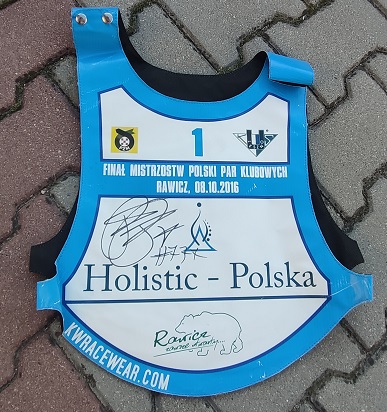 1
FINAŁ MISTRZOSTW POLSKI PAR KLUBOWYCH
RAWICZ, 09.10.2016
Holistic - Polska
Rawicz
KWRACEWEAR.COM